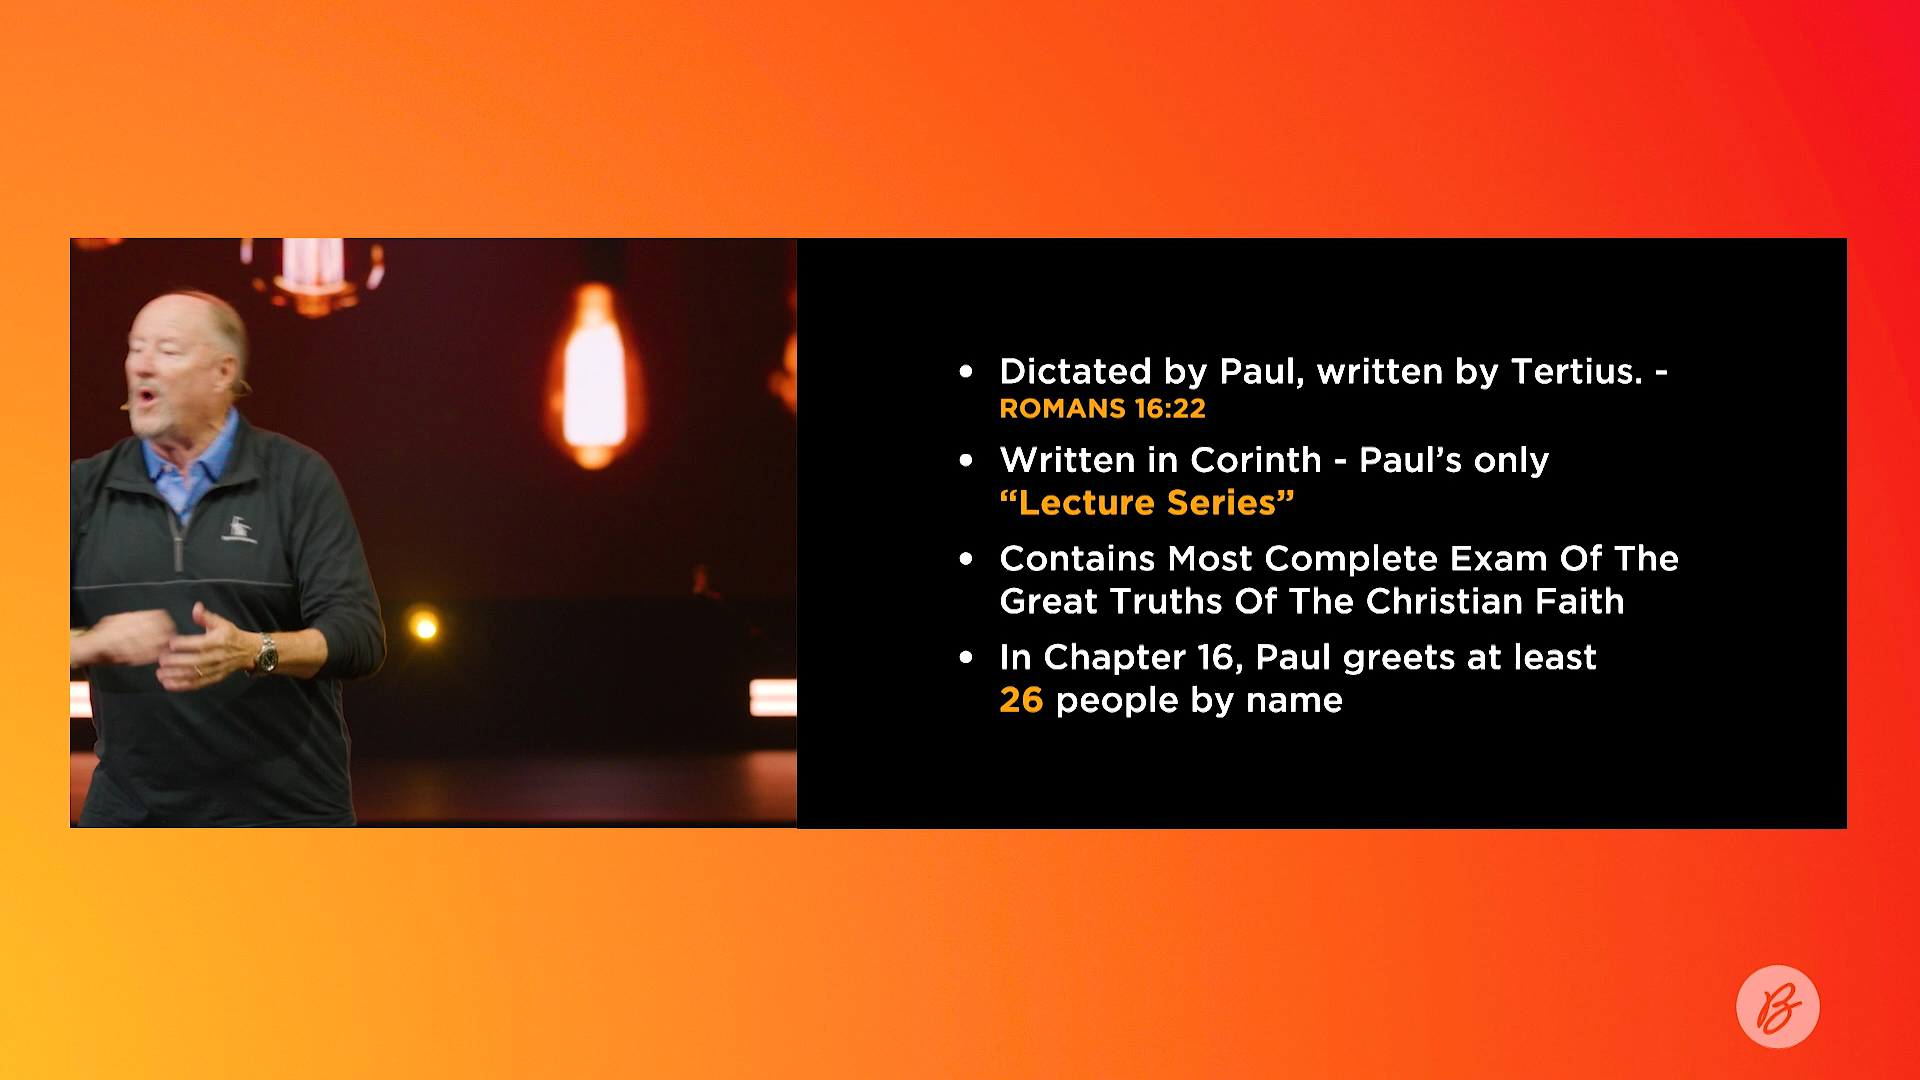 • Dictated by Paul, written by Tertius. -
ROMANS 16:22
• Written in Corinth - Paul’s only
“Lecture Series”
• Contains Most Complete Exam Of The
Great Truths Of The Christian Faith
• In Chapter 16, Paul greets at least
26 people by name
B